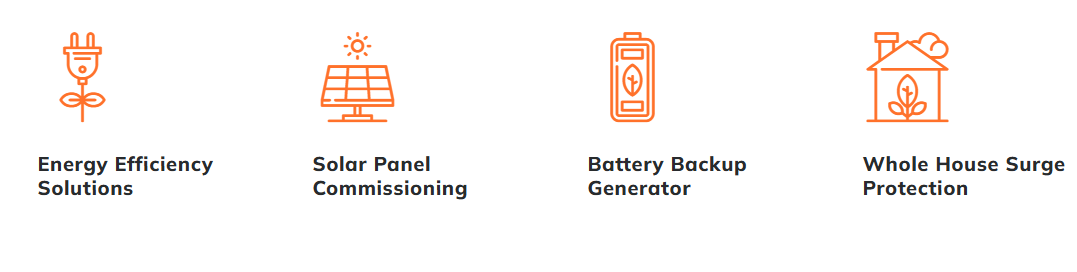 Energy Efficiency
Solutions
Solar Panel
Commissioning
Battery Backup
Generator
Whole House Surge
Protection